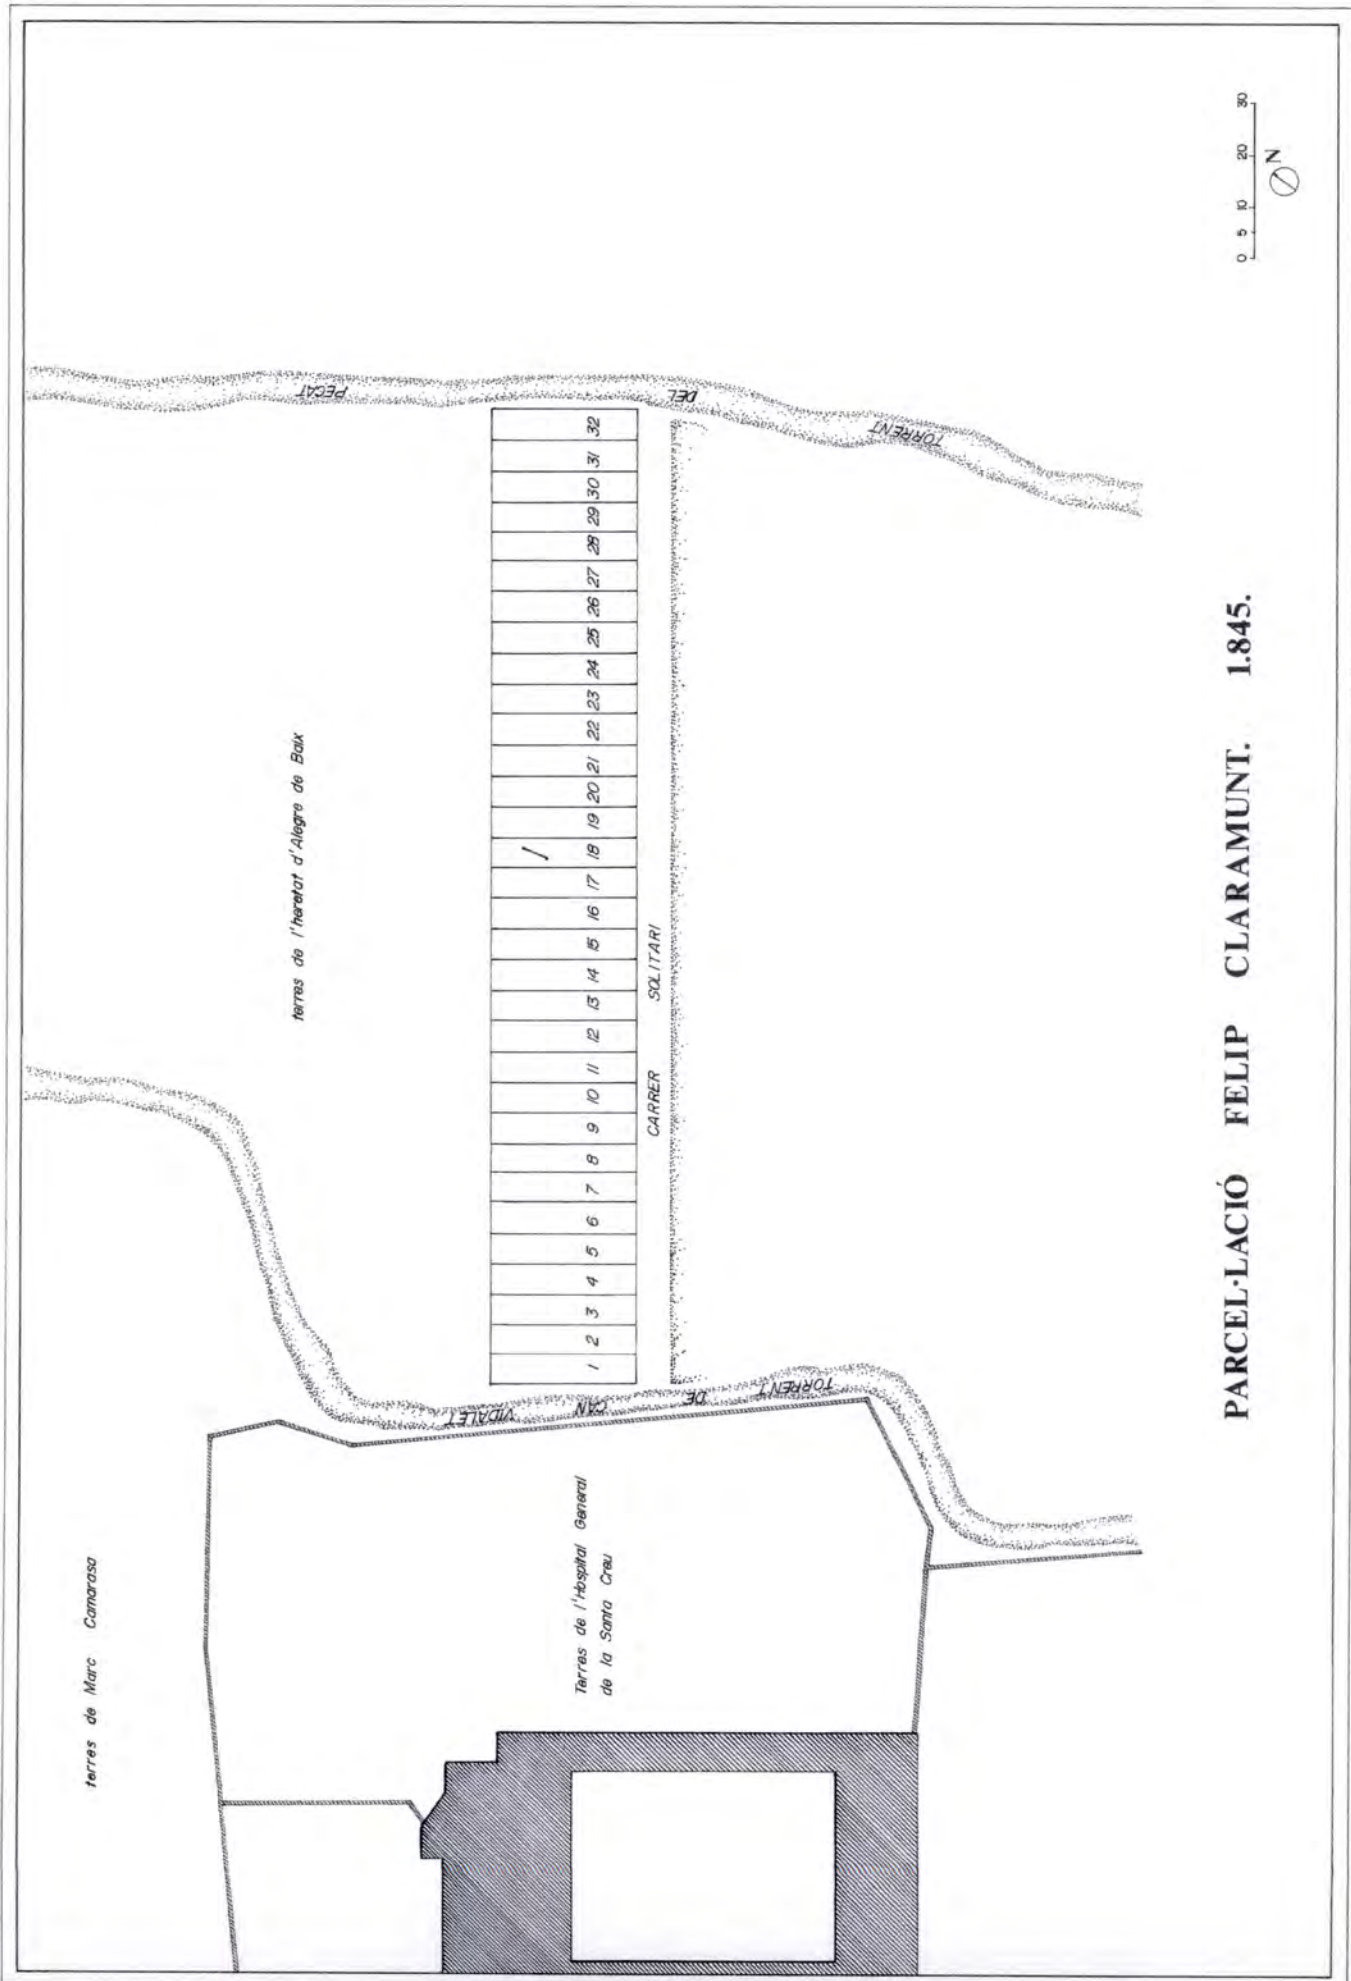 terres de Marc Camarasa
terres de l'heretat d'Alegre de Baix
Terres de l'Hospital General
de la Santa Creu
TORRENT DE CAN VIDALET
TORRENT DEL PECAT
1 2 3 4 5 6 7 8 9 10 11 12 13 14 15 16 17 18 19 20 21 22 23 24 25 26 27 28 29 30 31 32
CARRER SOLITARI
0 5 10 20 30
N
PARCEL·LACIÓ FELIP CLARAMUNT. 1.845.